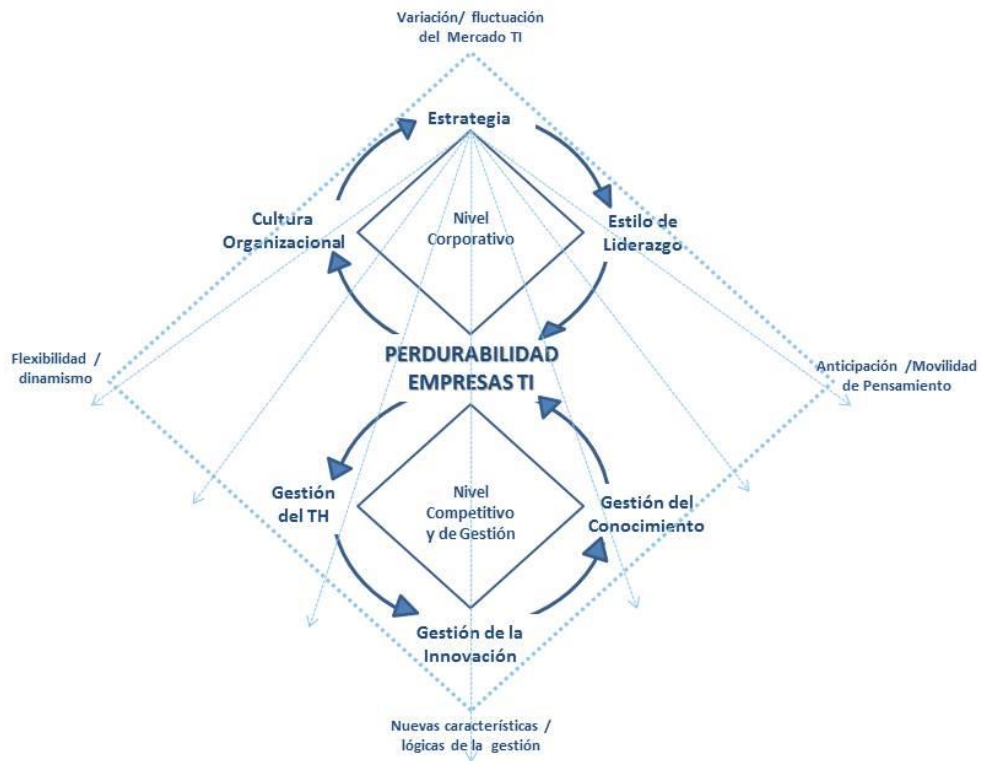 Variación/ fluctuación
del Mercado TI
Estrategia
Cultura
Organizacional
Nivel
Corporativo
Estilo de
Liderazgo
Flexibilidad /
dinamismo
PERDURABILIDAD
EMPRESAS TI
Anticipación /Movilidad
de Pensamiento
Gestión
del TH
Nivel
Competitivo
y de Gestión
Gestión del
Conocimiento
Gestión de la
Innovación
Nuevas características /
lógicas de la gestión